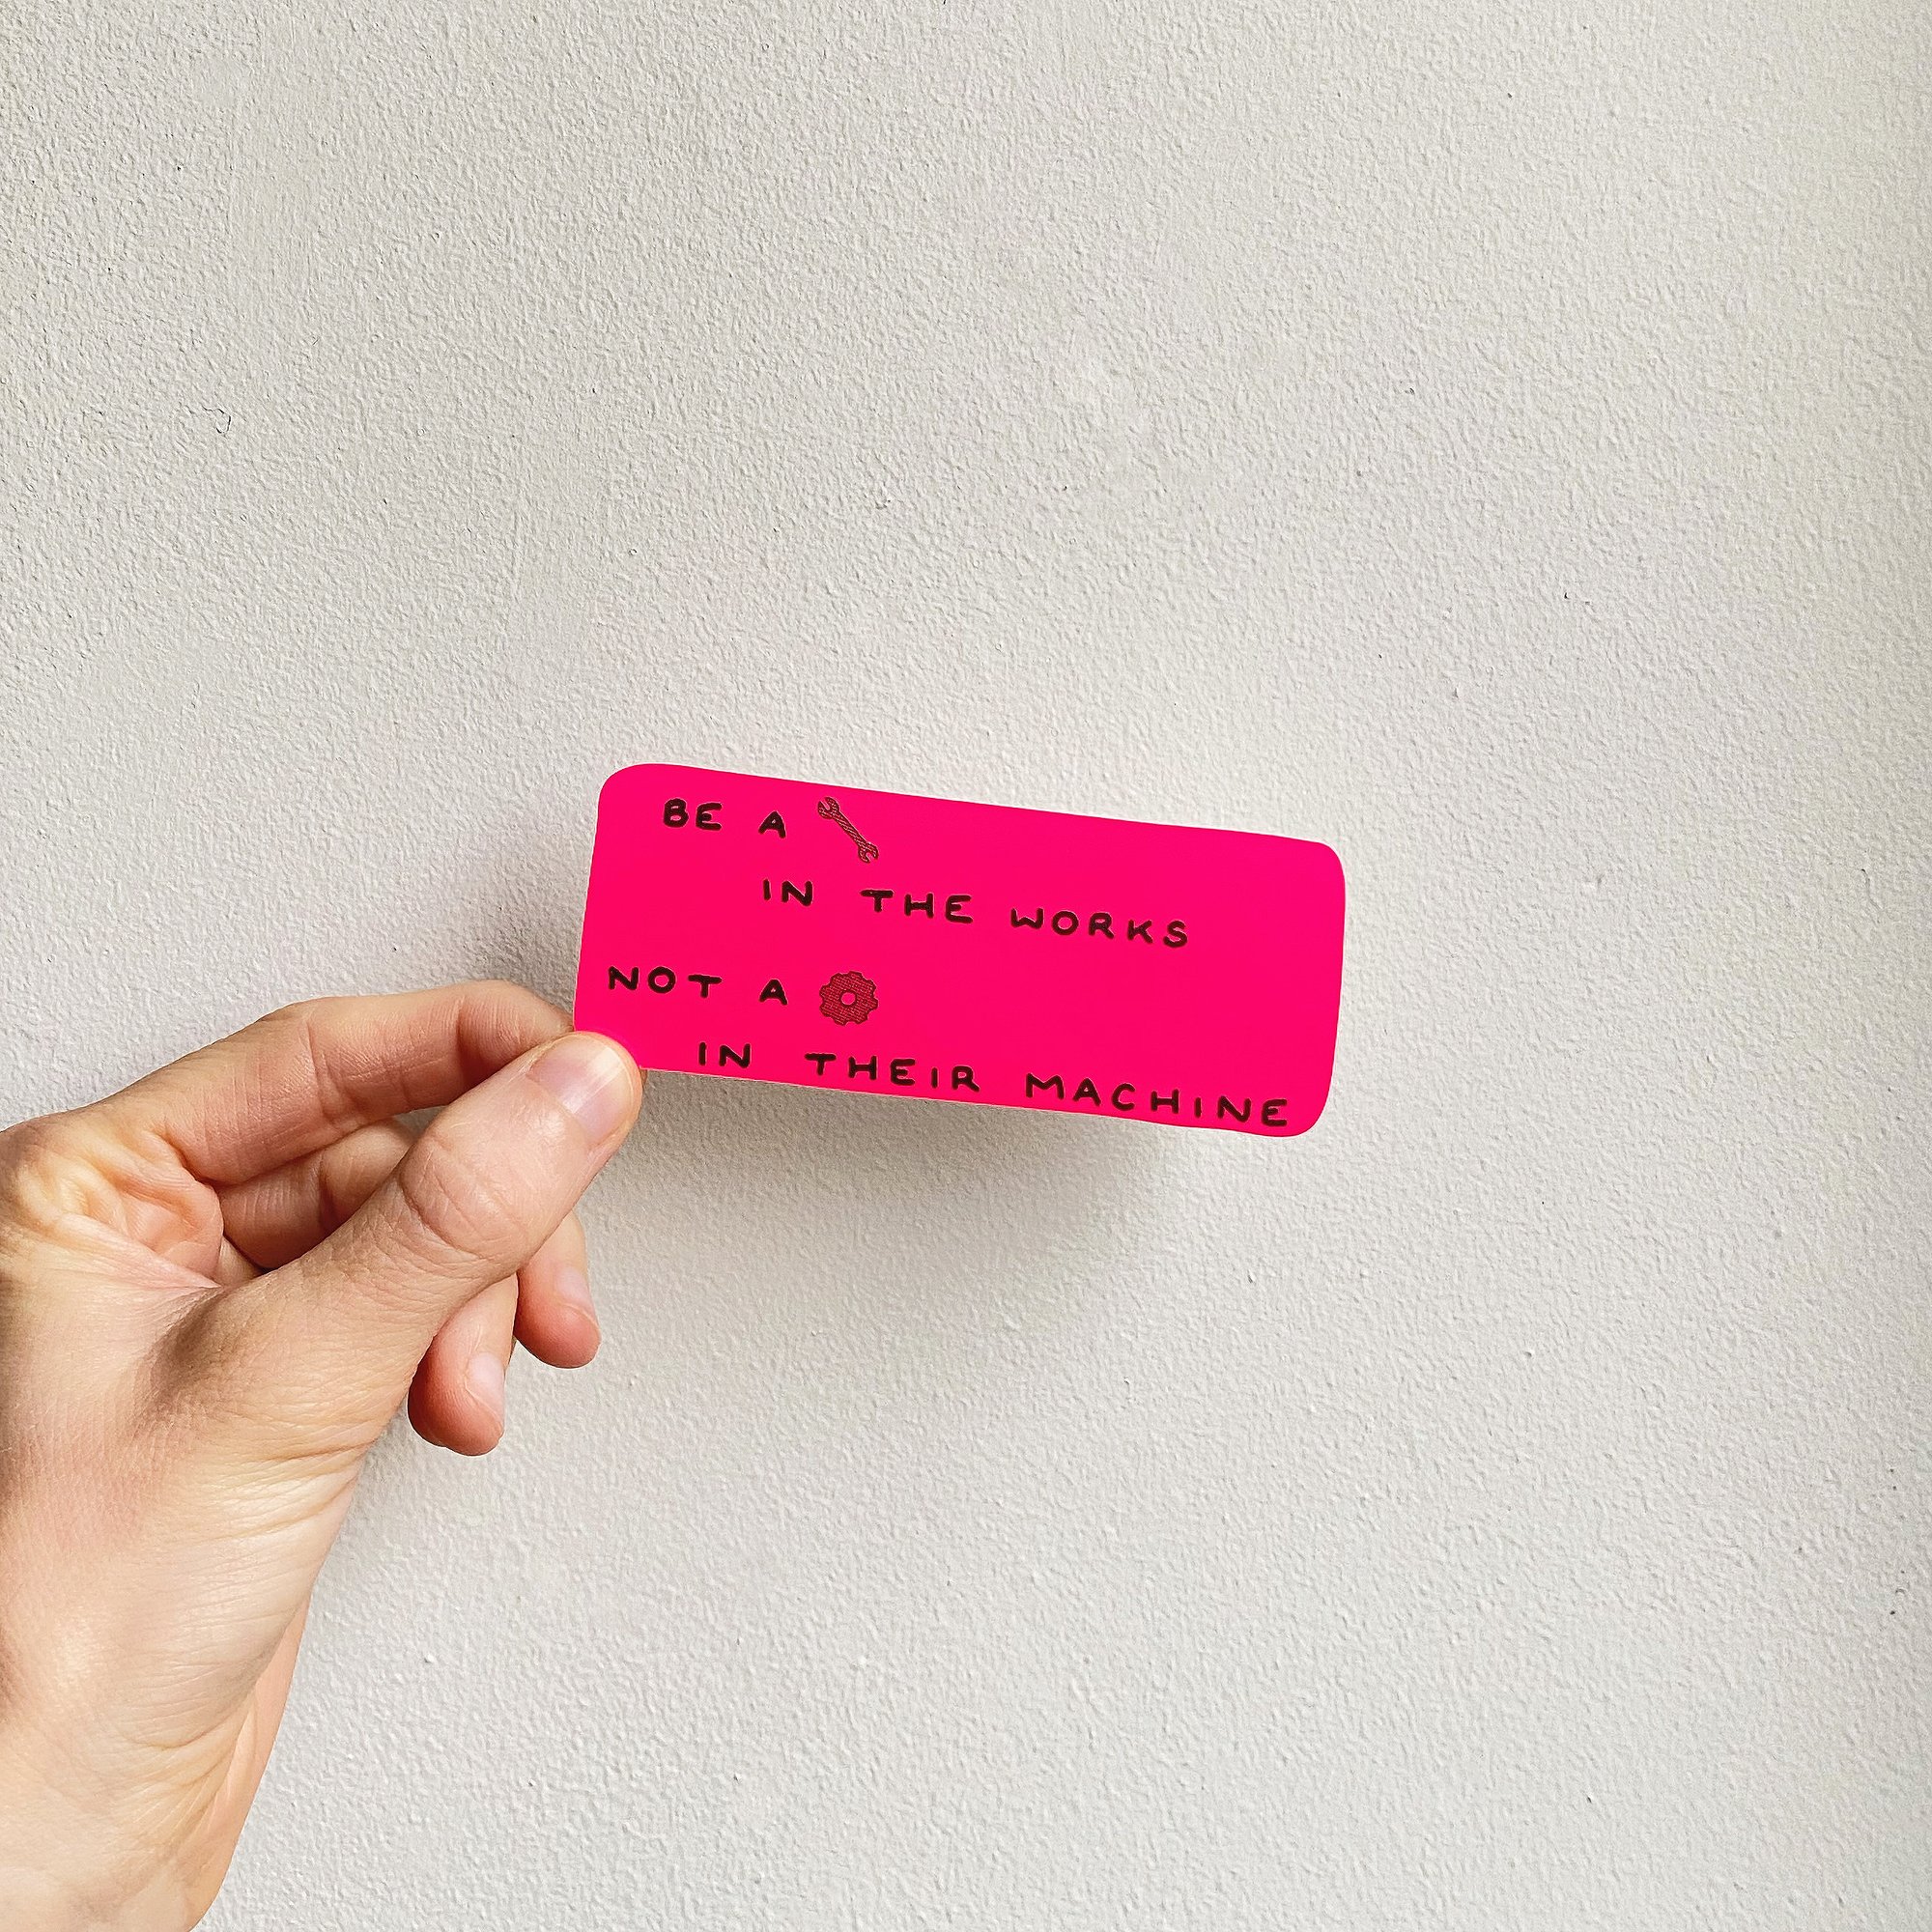 BE A
IN THE WORKS
NOT A
IN THEIR MACHINE